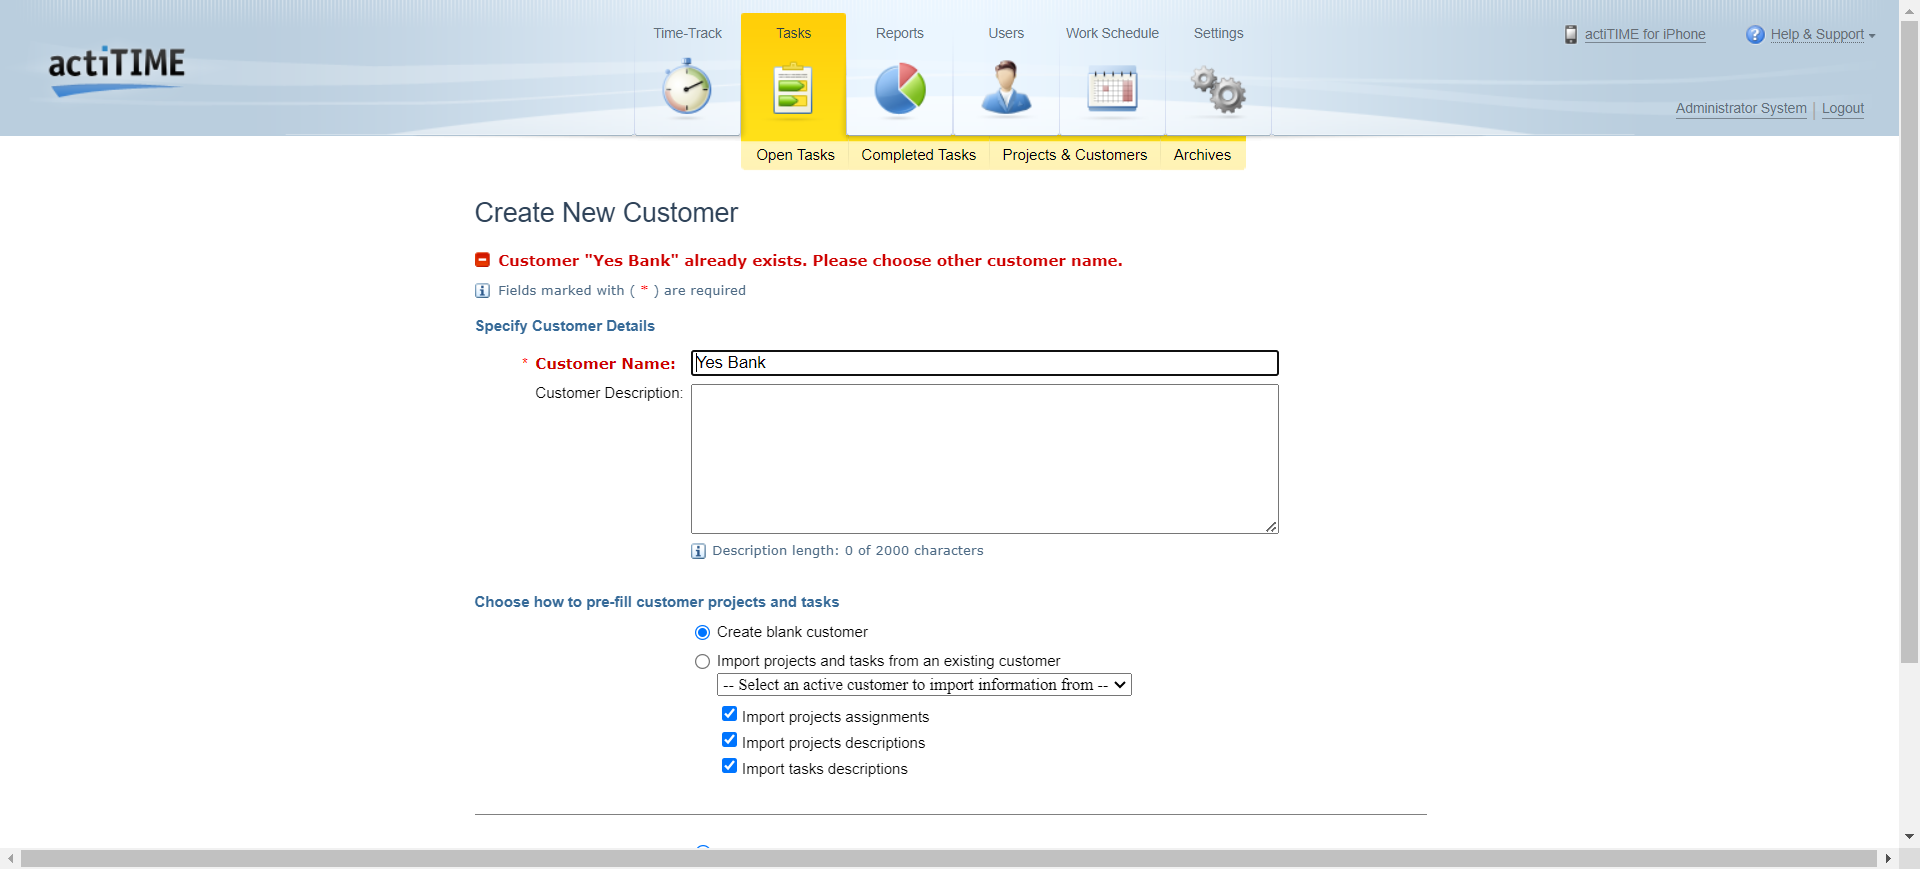 actiTIME
Time-Track
Tasks
Reports
Users
Work Schedule
Settings
actiTIME for iPhone
Help & Support
Administrator System | Logout
Open Tasks
Completed Tasks
Projects & Customers
Archives
Create New Customer
Customer "Yes Bank" already exists. Please choose other customer name.
Fields marked with ( * ) are required
Specify Customer Details
* Customer Name: Yes Bank
Customer Description:
Description length: 0 of 2000 characters
Choose how to pre-fill customer projects and tasks
Create blank customer
Import projects and tasks from an existing customer
-- Select an active customer to import information from --
Import projects assignments
Import projects descriptions
Import tasks descriptions